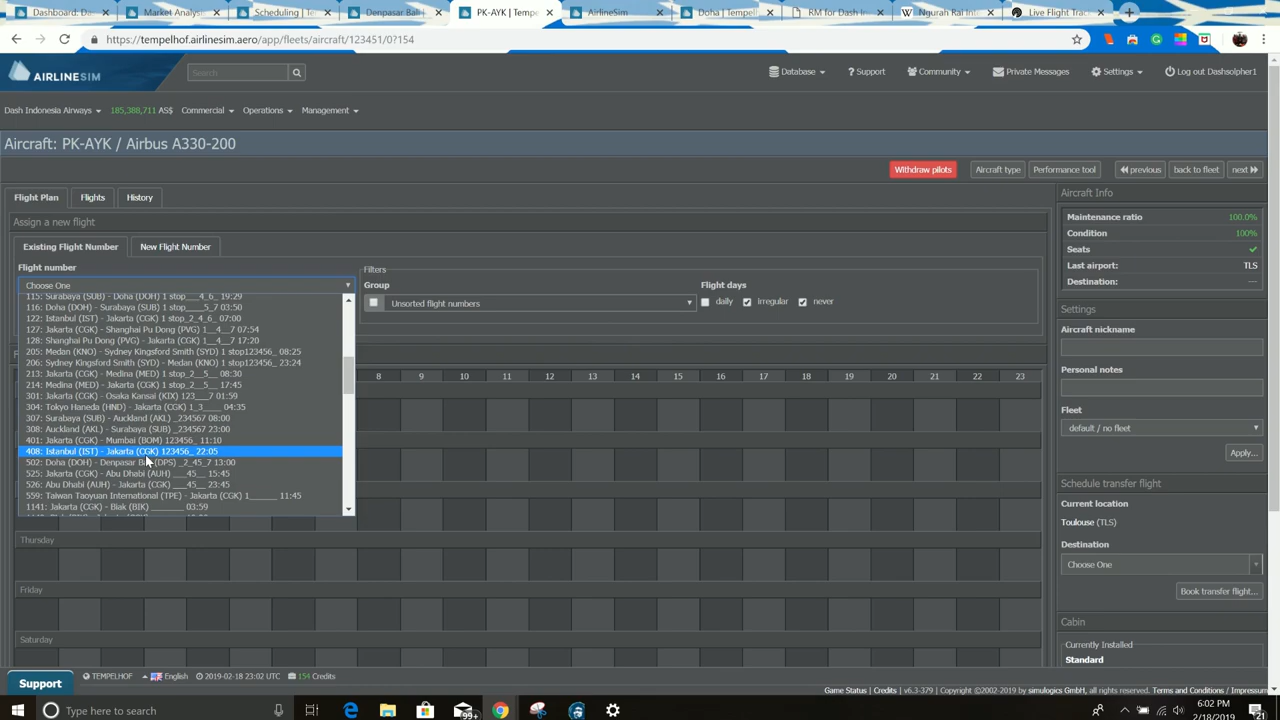 Dashboard: Da
Market Analysi
Scheduling | Te
Denpasar Bali |
PK-AYK | Tempe
AirlineSim
Doha | Tempelh
RM for Dash In
Ngurah Rai Inte
Live Flight Trac
https://tempelhof.airlinesim.aero/app/fleets/aircraft/123451/0?154
AIRLINESIM
Search
Database
Support
Community
Private Messages
Settings
Log out Dashsolpher1
Dash Indonesia Airways
185,388,711 AS$
Commercial
Operations
Management
Aircraft: PK-AYK / Airbus A330-200
Withdraw pilots
Aircraft type
Performance tool
previous
back to fleet
next
Flight Plan
Flights
History
Assign a new flight
Existing Flight Number
New Flight Number
Flight number
Choose One
Filters
Group
Unsorted flight numbers
Flight days
daily
Irregular
never
115: Surabaya (SUB) - Doha (DOH) 1 stop___4_6_ 19:29
116: Doha (DOH) - Surabaya (SUB) 1 stop____5_7 03:50
122: Istanbul (IST) - Jakarta (CGK) 1 stop_2_4_6_ 07:00
127: Jakarta (CGK) - Shanghai Pu Dong (PVG) 1__4__7 07:54
128: Shanghai Pu Dong (PVG) - Jakarta (CGK) 1__4__7 17:20
205: Medan (KNO) - Sydney Kingsford Smith (SYD) 1 stop123456_ 08:25
206: Sydney Kingsford Smith (SYD) - Medan (KNO) 1 stop123456_ 23:24
213: Jakarta (CGK) - Medina (MED) 1 stop_2__5__ 08:30
214: Medina (MED) - Jakarta (CGK) 1 stop_2__5__ 17:45
301: Jakarta (CGK) - Osaka Kansai (KIX) 123___7 01:59
304: Tokyo Haneda (HND) - Jakarta (CGK) 1_3____ 04:35
307: Surabaya (SUB) - Auckland (AKL) _234567 08:00
308: Auckland (AKL) - Surabaya (SUB) _234567 23:00
401: Jakarta (CGK) - Mumbai (BOM) 123456_ 11:10
408: Istanbul (IST) - Jakarta (CGK) 123456_ 22:05
502: Doha (DOH) - Denpasar Bali (DPS) _2_45_7 13:00
525: Jakarta (CGK) - Abu Dhabi (AUH) ___45__ 15:45
526: Abu Dhabi (AUH) - Jakarta (CGK) ___45__ 23:45
559: Taiwan Taoyuan International (TPE) - Jakarta (CGK) 1______ 11:45
1141: Jakarta (CGK) - Biak (BIK) _______ 03:59
8 9 10 11 12 13 14 15 16 17 18 19 20 21 22 23
Thursday
Friday
Saturday
Aircraft Info
Maintenance ratio 100.0%
Condition 100%
Seats
Last airport: TLS
Destination: ---
Settings
Aircraft nickname
Personal notes
Fleet
default / no fleet
Apply...
Schedule transfer flight
Current location
Toulouse (TLS)
Destination
Choose One
Book transfer flight...
Cabin
Currently Installed
Standard
Support
TEMPELHOF
English
2019-02-18 23:02 UTC
154 Credits
Game Status | Credits | v6.3-379 | Copyright ©2002-2019 by simulogics GmbH, all rights reserved. Terms and Conditions / Impressum
Type here to search
99+
6:02 PM
2/18/2019
21